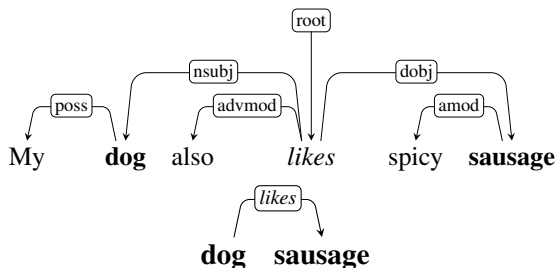 root
nsubj dobj
poss advmod amod
My dog also likes spicy sausage
likes
dog sausage